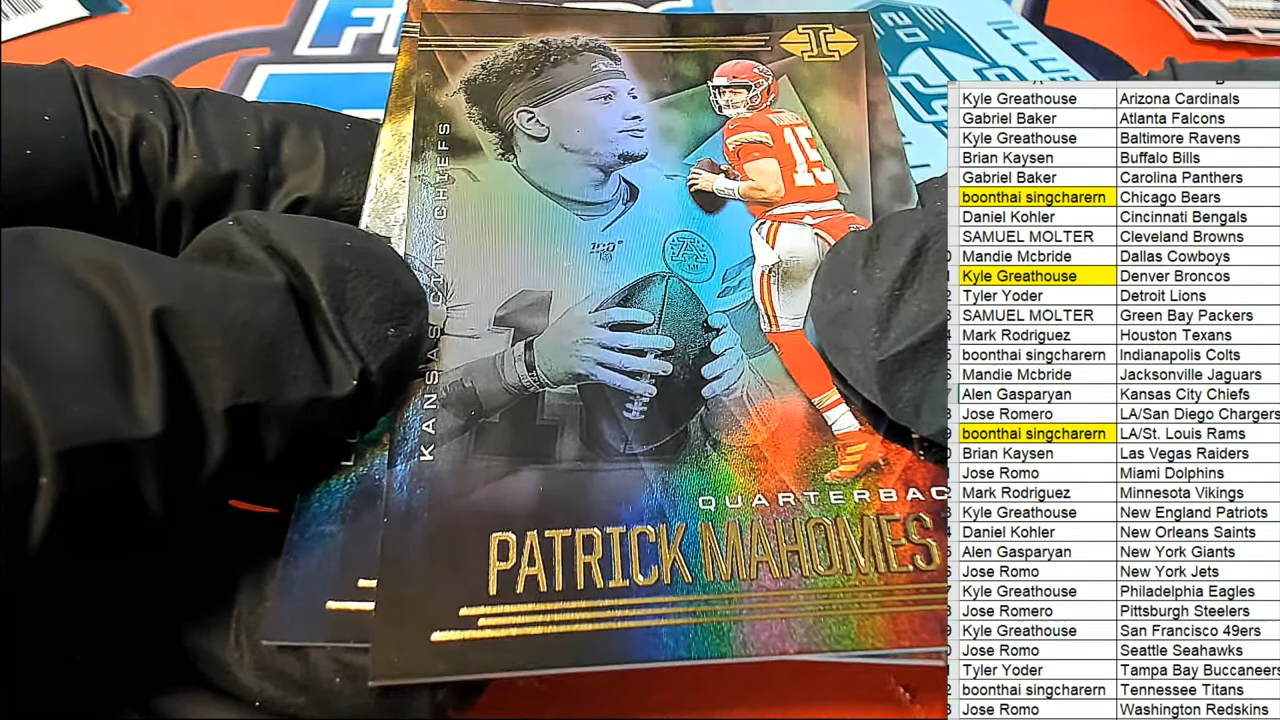 KANSAS CITY CHIEFS
15
QUARTERBAC
PATRICK MAHOMES
Kyle Greathouse Arizona Cardinals
Gabriel Baker Atlanta Falcons
Kyle Greathouse Baltimore Ravens
Brian Kaysen Buffalo Bills
Gabriel Baker Carolina Panthers
boonthai singcharern Chicago Bears
Daniel Kohler Cincinnati Bengals
SAMUEL MOLTER Cleveland Browns
Mandie Mcbride Dallas Cowboys
Kyle Greathouse Denver Broncos
Tyler Yoder Detroit Lions
SAMUEL MOLTER Green Bay Packers
Mark Rodriguez Houston Texans
boonthai singcharern Indianapolis Colts
Mandie Mcbride Jacksonville Jaguars
Alen Gasparyan Kansas City Chiefs
Jose Romero LA/San Diego Chargers
boonthai singcharern LA/St. Louis Rams
Brian Kaysen Las Vegas Raiders
Jose Romo Miami Dolphins
Mark Rodriguez Minnesota Vikings
Kyle Greathouse New England Patriots
Daniel Kohler New Orleans Saints
Alen Gasparyan New York Giants
Jose Romo New York Jets
Kyle Greathouse Philadelphia Eagles
Jose Romero Pittsburgh Steelers
Kyle Greathouse San Francisco 49ers
Jose Romo Seattle Seahawks
Tyler Yoder Tampa Bay Buccaneers
boonthai singcharern Tennessee Titans
Jose Romo Washington Redskins